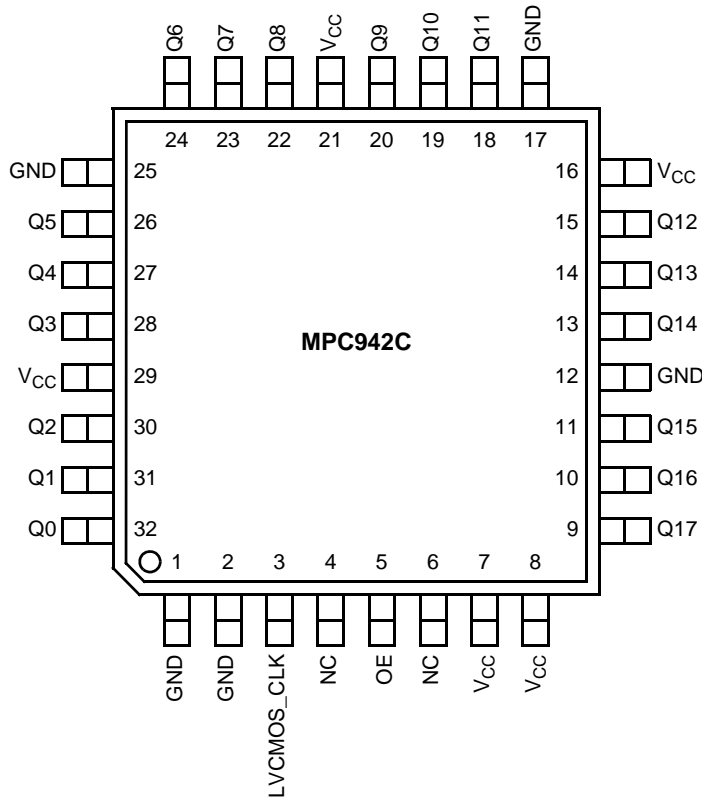 Q6 Q7 Q8 VCC Q9 Q10 Q11 GND
24 23 22 21 20 19 18 17
GND 25 16 VCC
Q5 26 15 Q12
Q4 27 14 Q13
Q3 28 13 Q14
MPC942C
VCC 29 12 GND
Q2 30 11 Q15
Q1 31 10 Q16
Q0 32 9 Q17
1 2 3 4 5 6 7 8
GND GND LVCMOS_CLK NC OE NC VCC VCC